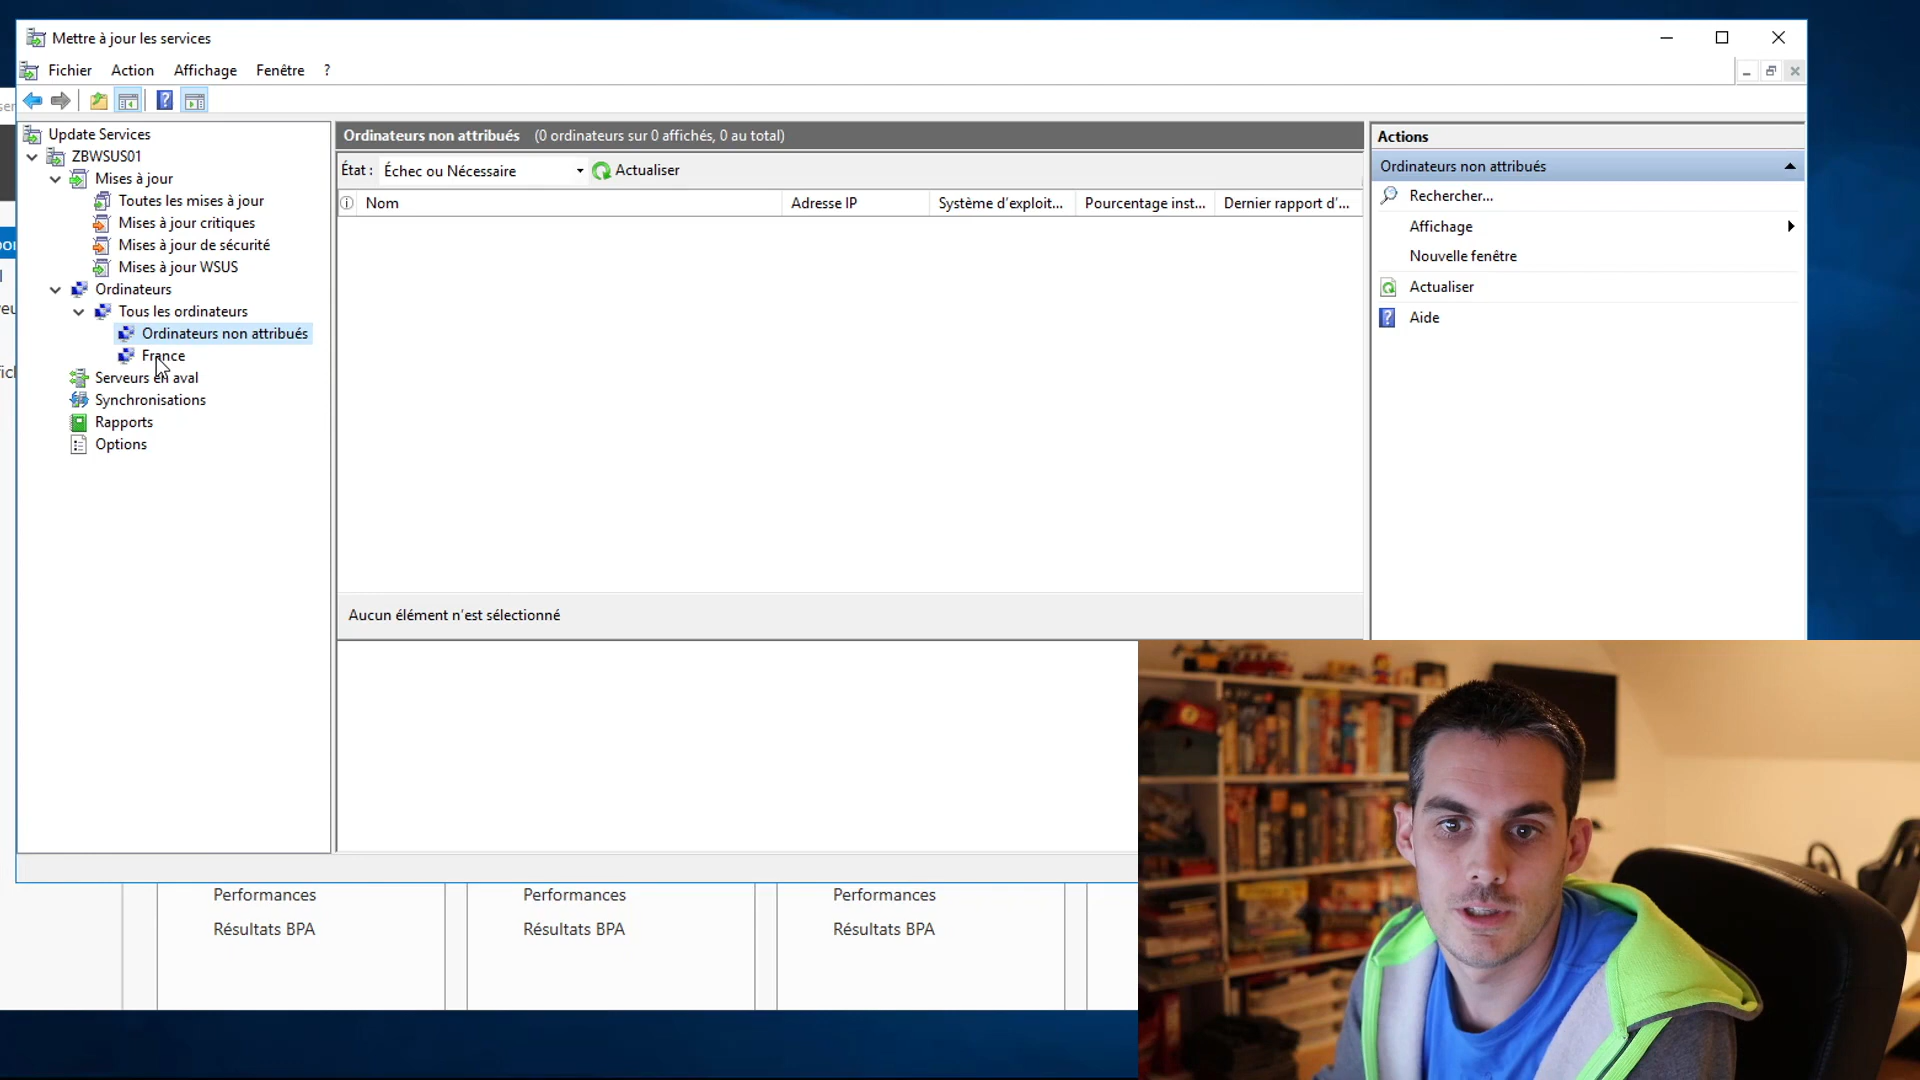 Mettre à jour les services
Fichier Action Affichage Fenêtre ?
Update Services
ZBWSUS01
Mises à jour
Toutes les mises à jour
Mises à jour critiques
Mises à jour de sécurité
Mises à jour WSUS
Ordinateurs
Tous les ordinateurs
Ordinateurs non attribués
France
Serveurs en aval
Synchronisations
Rapports
Options
Ordinateurs non attribués (0 ordinateurs sur 0 affichés, 0 au total)
État : Échec ou Nécessaire Actualiser
Nom Adresse IP Système d'exploit... Pourcentage inst... Dernier rapport d'...
Aucun élément n'est sélectionné
Actions
Ordinateurs non attribués
Rechercher...
Affichage
Nouvelle fenêtre
Actualiser
Aide
Performances Performances Performances
Résultats BPA Résultats BPA Résultats BPA